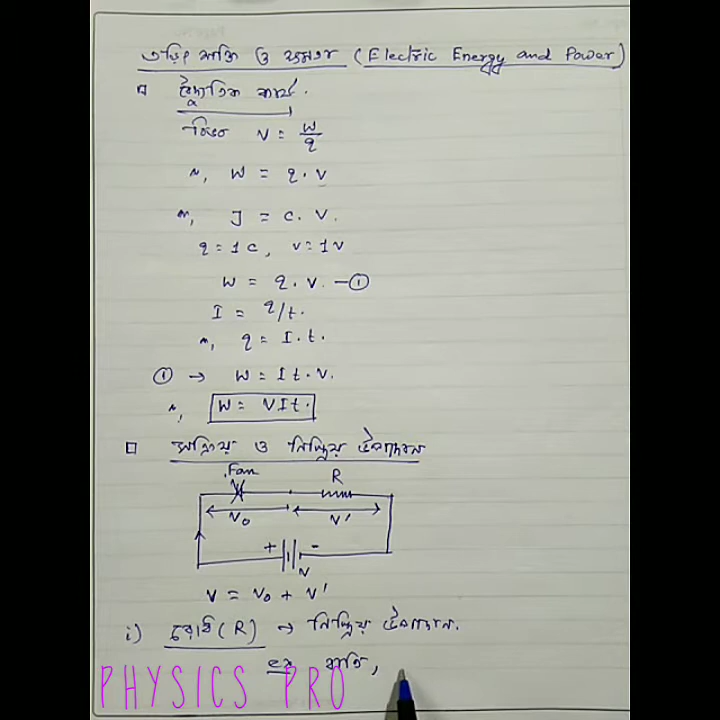 তড়িৎ শক্তি ও ক্ষমতা (Electric Energy and Power)
□ বৈদ্যুতিক কার্য.
বিভব V = W/q
বা, W = q . V
বা, J = C. V.
q = 1C, V = 1V
W = q . V. —①
I = q/t.
বা, q = I.t.
① → W = It.V.
বা, W = VIt.
□ সক্রিয় ও নিষ্ক্রিয় উপাদান
Fan R
V₀ V'
+ - V
V = V₀ + V'
i) রোধ (R) → নিষ্ক্রিয় উপাদান.
ex বাতি,
PHYSICS PRO